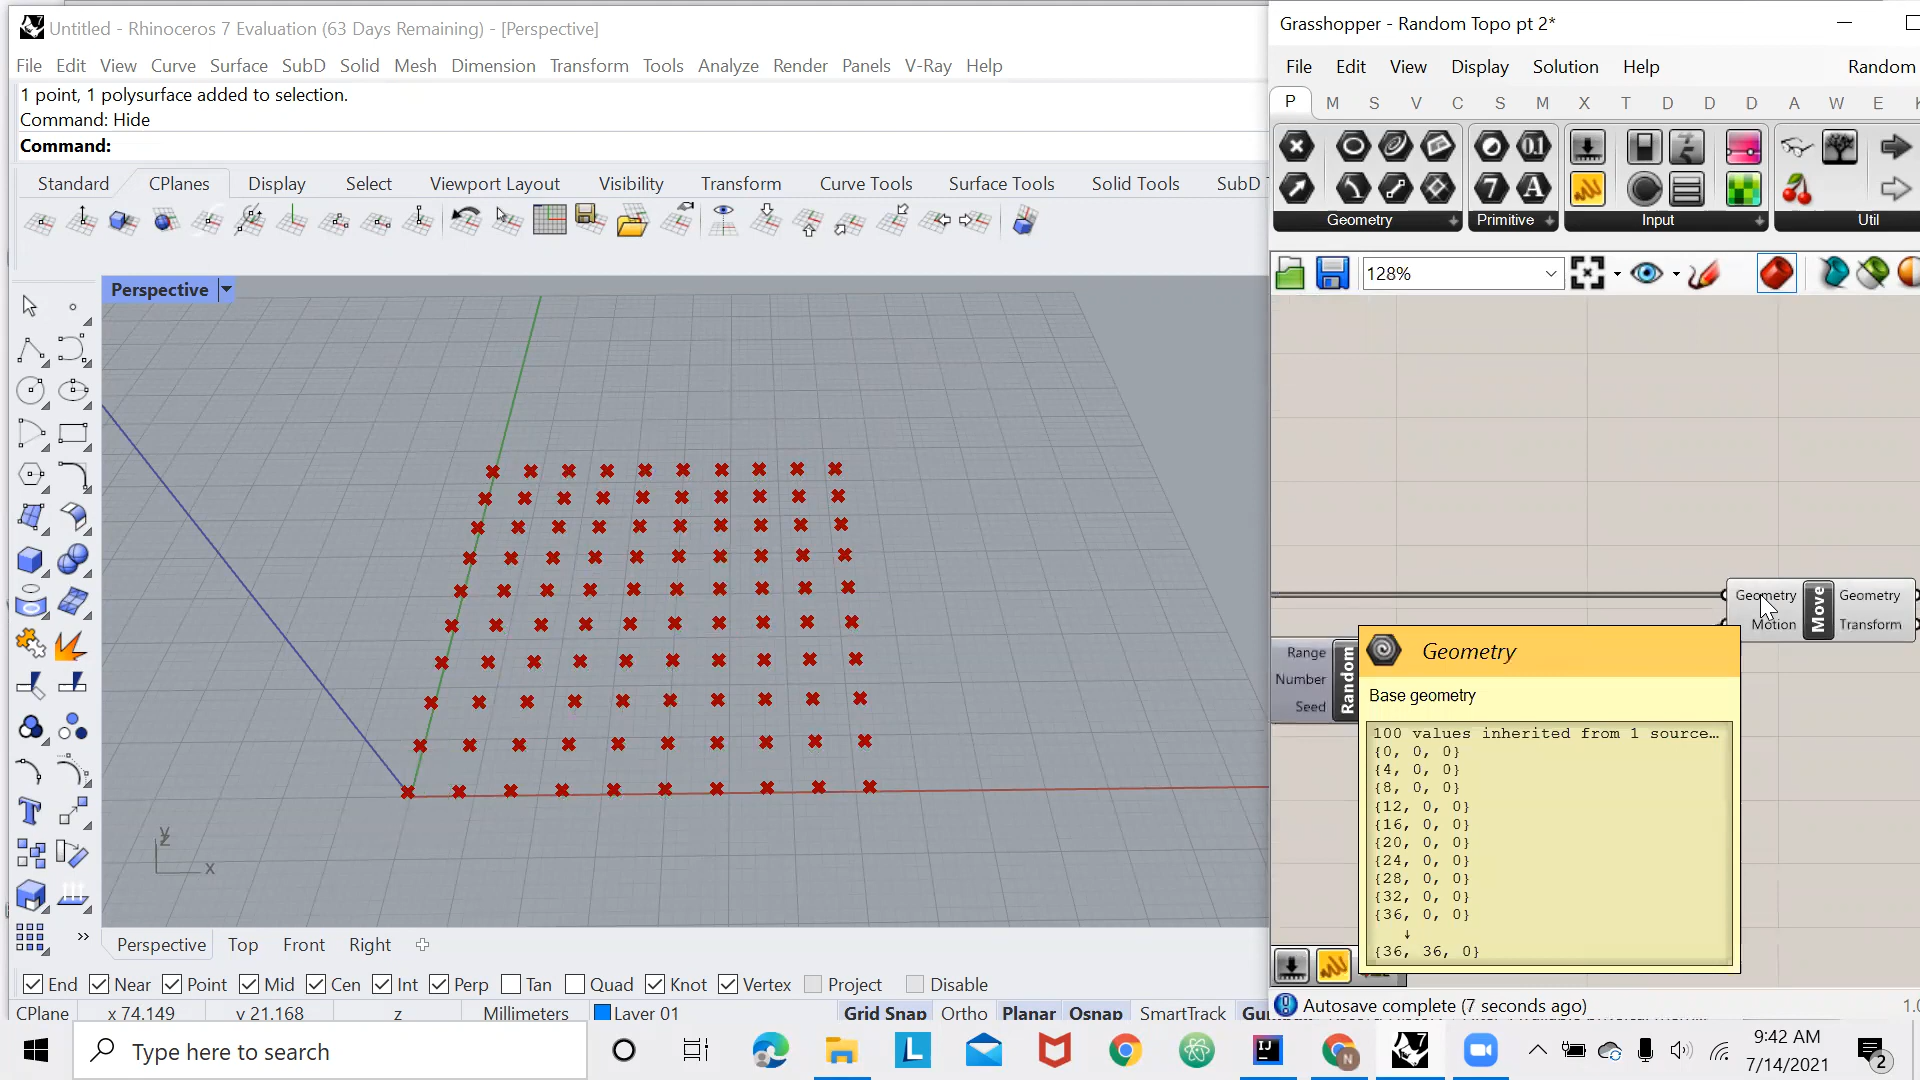 Untitled - Rhinoceros 7 Evaluation (63 Days Remaining) - [Perspective]
File Edit View Curve Surface SubD Solid Mesh Dimension Transform Tools Analyze Render Panels V-Ray Help
1 point, 1 polysurface added to selection.
Command: Hide
Command:
Standard CPlanes Display Select Viewport Layout Visibility Transform Curve Tools Surface Tools Solid Tools SubD
Perspective
y
x
Perspective Top Front Right
End Near Point Mid Cen Int Perp Tan Quad Knot Vertex Project Disable
CPlane x 74.149 y 21.168 z Millimeters Layer 01 Grid Snap Ortho Planar Osnap SmartTrack
Grasshopper - Random Topo pt 2*
File Edit View Display Solution Help Random
P M S V C S M X T D D D A W E
Geometry Primitive Input Util
128%
Geometry Move Geometry
Motion Transform
Range
Number Random
Seed
Geometry
Base geometry
100 values inherited from 1 source…
{0, 0, 0}
{4, 0, 0}
{8, 0, 0}
{12, 0, 0}
{16, 0, 0}
{20, 0, 0}
{24, 0, 0}
{28, 0, 0}
{32, 0, 0}
{36, 0, 0}
{36, 36, 0}
Autosave complete (7 seconds ago) 1.0
Type here to search
9:42 AM
7/14/2021
2